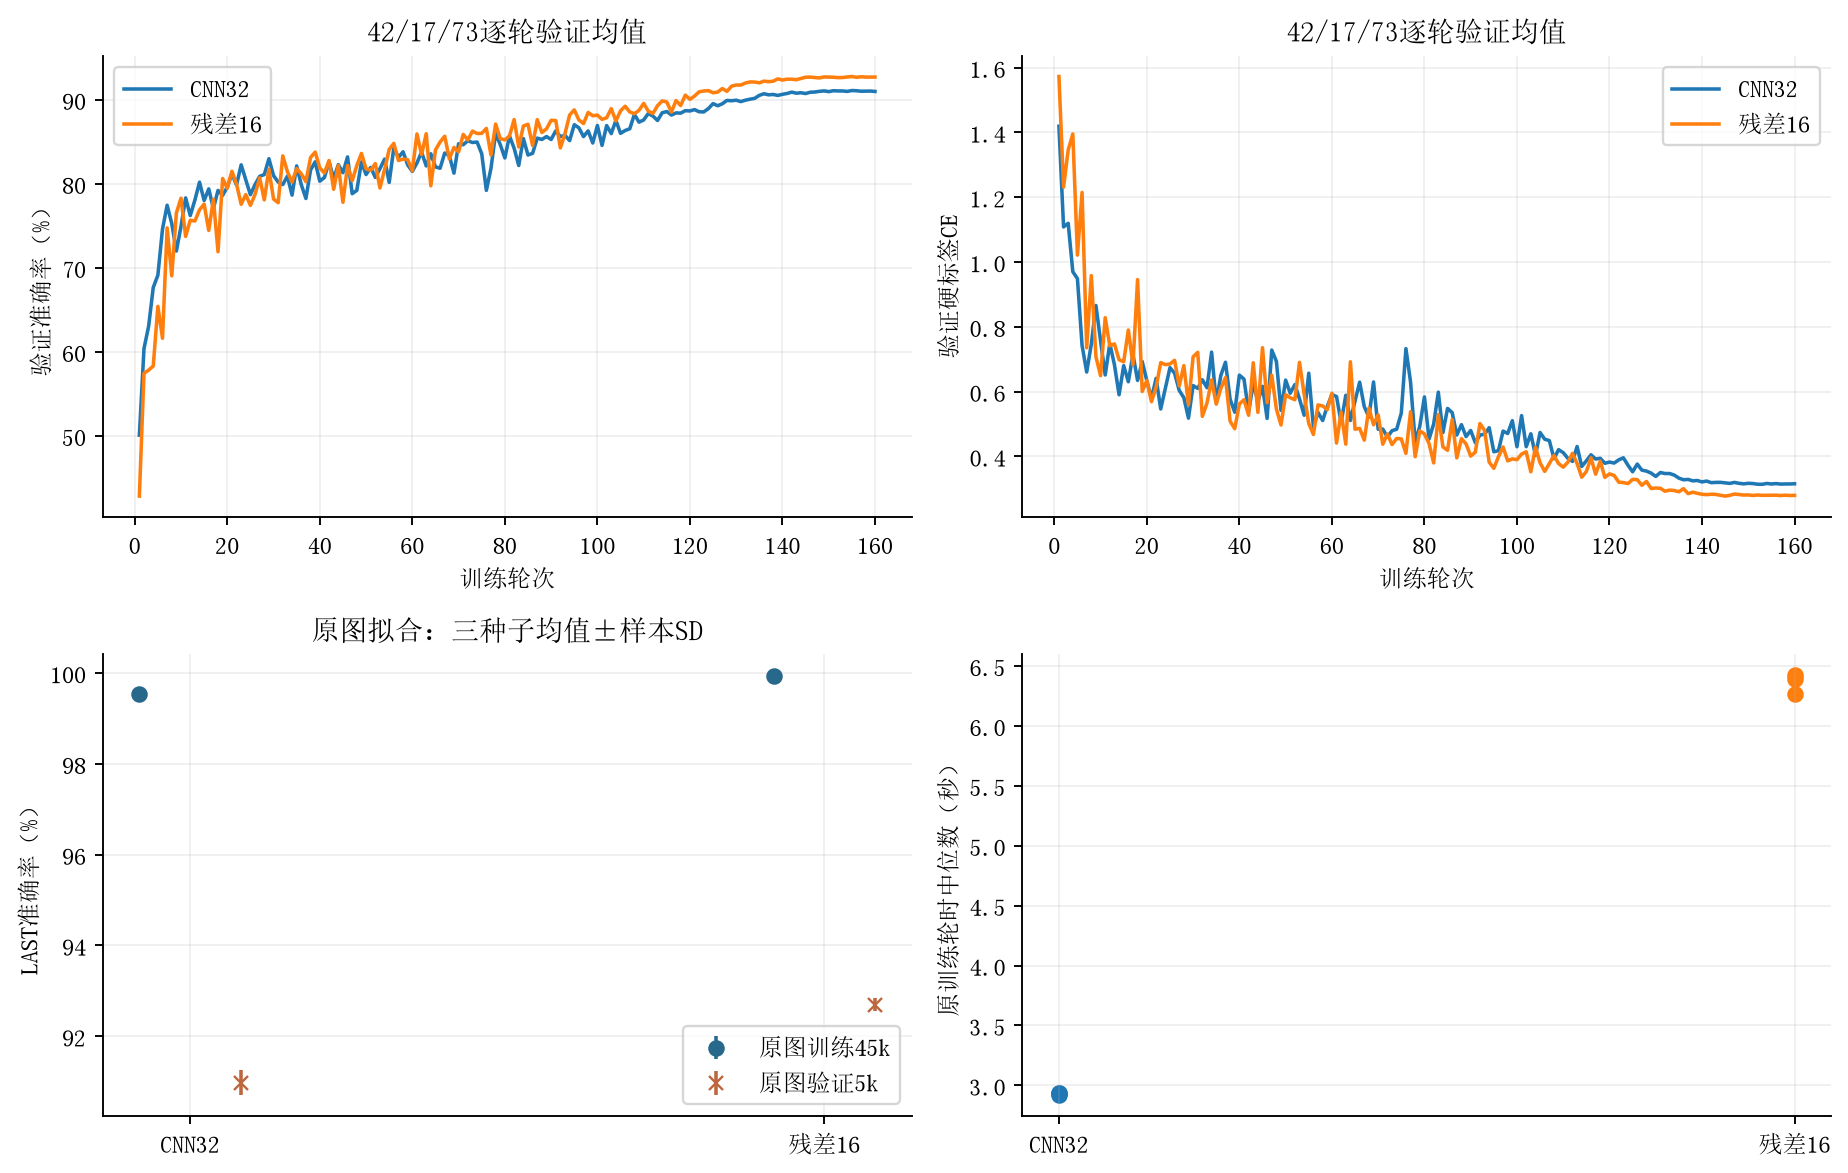 42/17/73逐轮验证均值
验证准确率（%）
90
80
70
60
50
CNN32
残差16
0 20 40 60 80 100 120 140 160
训练轮次
42/17/73逐轮验证均值
验证硬标签CE
1.6
1.4
1.2
1.0
0.8
0.6
0.4
CNN32
残差16
0 20 40 60 80 100 120 140 160
训练轮次
原图拟合：三种子均值±样本SD
LAST准确率（%）
100
98
96
94
92
原图训练45k
原图验证5k
CNN32 残差16
原训练轮时中位数（秒）
6.5
6.0
5.5
5.0
4.5
4.0
3.5
3.0
CNN32 残差16